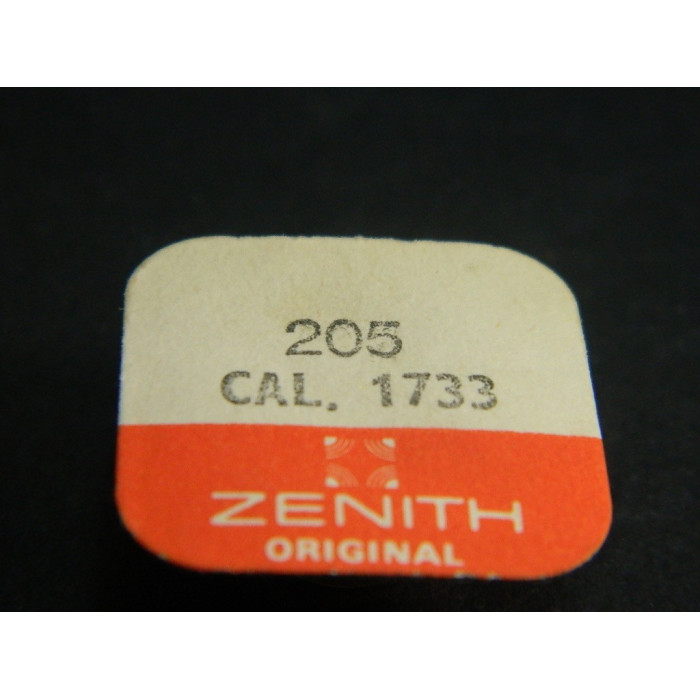 205
CAL. 1733
ZENITH
ORIGINAL